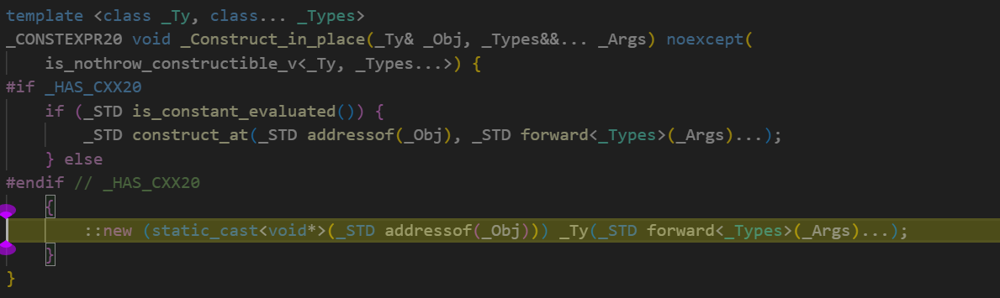 template <class _Ty, class... _Types>
_CONSTEXPR20 void _Construct_in_place(_Ty& _Obj, _Types&&... _Args) noexcept(
    is_nothrow_constructible_v<_Ty, _Types...>) {
#if _HAS_CXX20
    if (_STD is_constant_evaluated()) {
        _STD construct_at(_STD addressof(_Obj), _STD forward<_Types>(_Args)...);
    } else
#endif // _HAS_CXX20
    {
        ::new (static_cast<void*>(_STD addressof(_Obj))) _Ty(_STD forward<_Types>(_Args)...);
    }
}